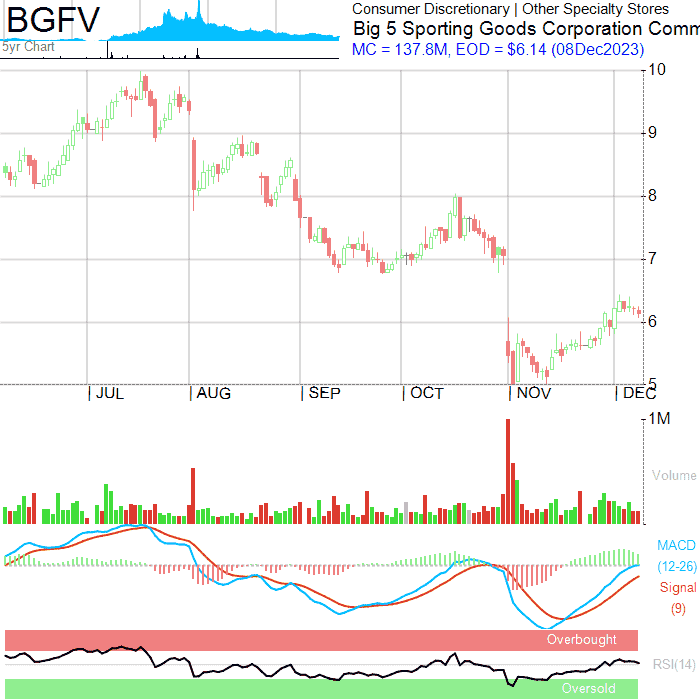 BGFV
5yr Chart
Consumer Discretionary | Other Specialty Stores
Big 5 Sporting Goods Corporation Comm
MC = 137.8M, EOD = $6.14 (08Dec2023)
10
9
8
7
6
5
JUL
AUG
SEP
OCT
NOV
DEC
1M
Volume
MACD
(12-26)
Signal
(9)
Overbought
RSI(14)
Oversold